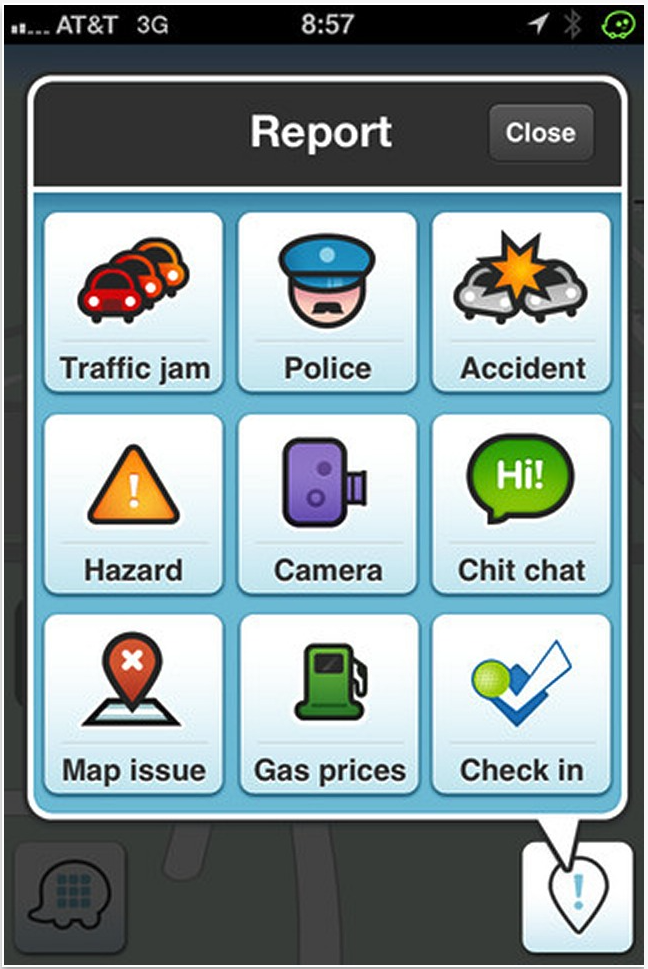 AT&T 3G 8:57
Report Close
Traffic jam Police Accident
!
Hi!
Hazard Camera Chit chat
Map issue Gas prices Check in
!